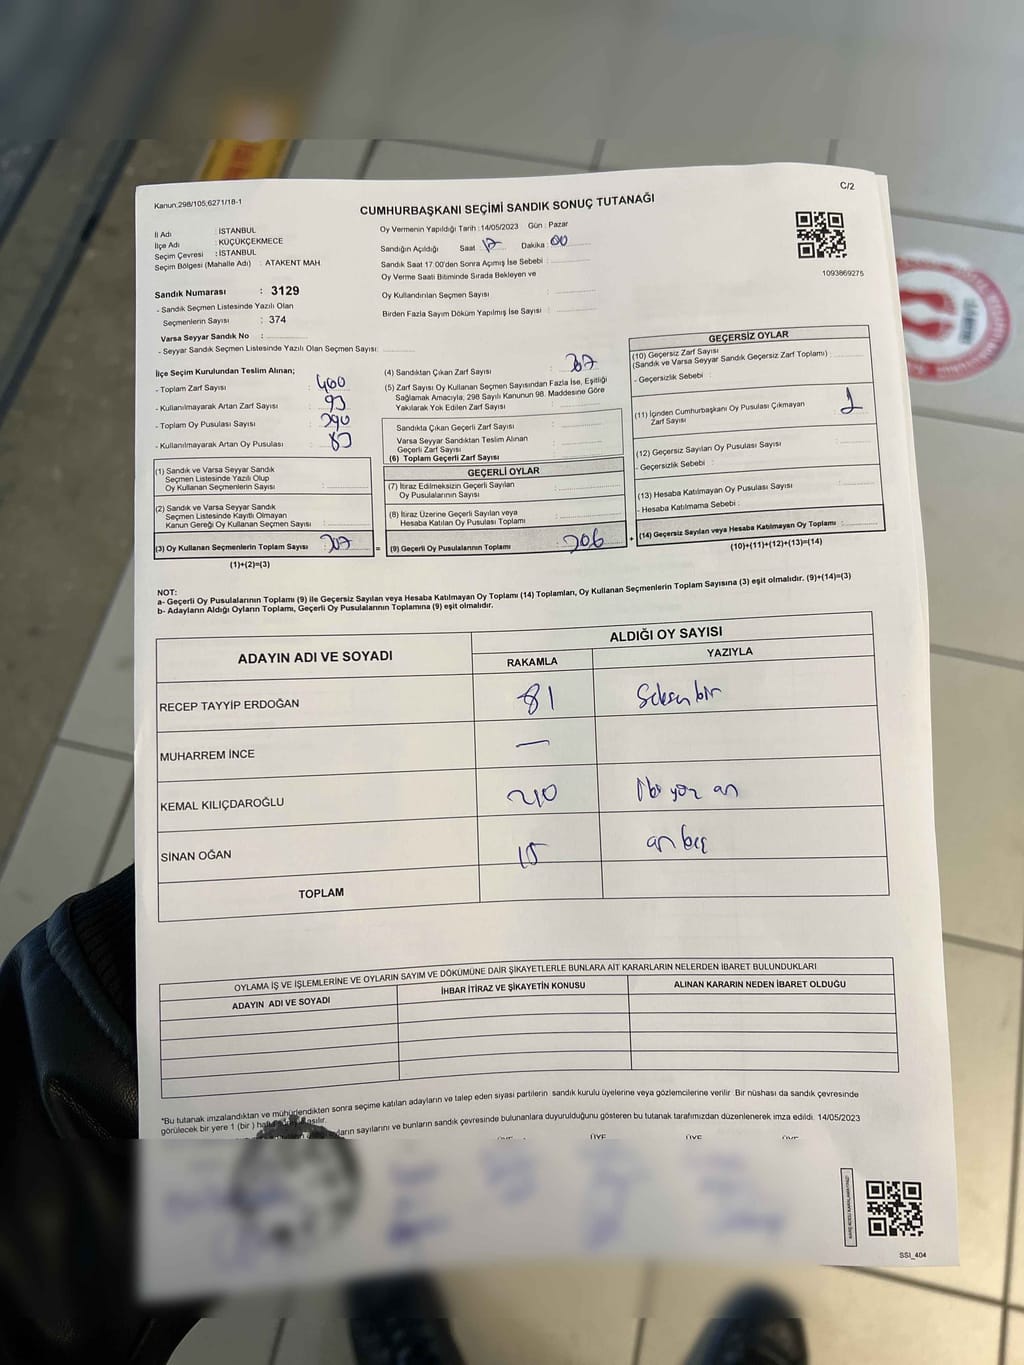 Kanun:298/105;6271/18-1
C/2
CUMHURBAŞKANI SEÇİMİ SANDIK SONUÇ TUTANAĞI
İl Adı : İSTANBUL
İlçe Adı : KÜÇÜKÇEKMECE
Seçim Çevresi : İSTANBUL
Seçim Bölgesi (Mahalle Adı) : ATAKENT MAH
Sandık Numarası : 3129
- Sandık Seçmen Listesinde Yazılı Olan
Seçmenlerin Sayısı : 374
Varsa Seyyar Sandık No :
- Seyyar Sandık Seçmen Listesinde Yazılı Olan Seçmen Sayısı:
Oy Vermenin Yapıldığı Tarih :14/05/2023 Gün : Pazar
Sandığın Açıldığı Saat 17 Dakika : 00
Sandık Saat 17.00'den Sonra Açımış İse Sebebi :
Oy Verme Saati Bitiminde Sırada Bekleyen ve
Oy Kullandırılan Seçmen Sayısı :
Birden Fazla Sayım Döküm Yapılmış İse Sayısı :
1093869275
İlçe Seçim Kurulundan Teslim Alınan;
- Toplam Zarf Sayısı : 400
- Kullanılmayarak Artan Zarf Sayısı : 93
- Toplam Oy Pusulası Sayısı : 390
- Kullanılmayarak Artan Oy Pusulası : 83
(1) Sandık ve Varsa Seyyar Sandık
Seçmen Listesinde Yazılı Olup
Oy Kullanan Seçmenlerin Sayısı :
(2) Sandık ve Varsa Seyyar Sandık
Seçmen Listesinde Kayıtlı Olmayan
Kanun Gereği Oy Kullanan Seçmen Sayısı :
(3) Oy Kullanan Seçmenlerin Toplam Sayısı : 307
(1)+(2)=(3)
(4) Sandıktan Çıkan Zarf Sayısı : 307
(5) Zarf Sayısı Oy Kullanan Seçmen Sayısından Fazla İse, Eşitliği
Sağlamak Amacıyla, 298 Sayılı Kanunun 98. Maddesine Göre
Yakılarak Yok Edilen Zarf Sayısı :
Sandıkta Çıkan Geçerli Zarf Sayısı :
Varsa Seyyar Sandıktan Teslim Alınan
Geçerli Zarf Sayısı :
(6) Toplam Geçerli Zarf Sayısı :
GEÇERLİ OYLAR
(7) İtiraz Edilmeksizin Geçerli Sayılan
Oy Pusulalarının Sayısı :
(8) İtiraz Üzerine Geçerli Sayılan veya
Hesaba Katılan Oy Pusulası Toplamı :
= (9) Geçerli Oy Pusulalarının Toplamı : 306
GEÇERSİZ OYLAR
(10) Geçersiz Zarf Sayısı
(Sandık ve Varsa Seyyar Sandık Geçersiz Zarf Toplamı) :
- Geçersizlik Sebebi :
(11) İçinden Cumhurbaşkanı Oy Pusulası Çıkmayan
Zarf Sayısı : 1
(12) Geçersiz Sayılan Oy Pusulası Sayısı :
- Geçersizlik Sebebi :
(13) Hesaba Katılmayan Oy Pusulası Sayısı :
- Hesaba Katılmama Sebebi :
+ (14) Geçersiz Sayılan veya Hesaba Katılmayan Oy Toplamı :
(10)+(11)+(12)+(13)=(14)
NOT:
a- Geçerli Oy Pusulalarının Toplamı (9) ile Geçersiz Sayılan veya Hesaba Katılmayan Oy Toplamı (14) Toplamları, Oy Kullanan Seçmenlerin Toplam Sayısına (3) eşit olmalıdır. (9)+(14)=(3)
b- Adayların Aldığı Oyların Toplamı, Geçerli Oy Pusulalarının Toplamına (9) eşit olmalıdır.
ADAYIN ADI VE SOYADI ALDIĞI OY SAYISI
RAKAMLA YAZIYLA
RECEP TAYYİP ERDOĞAN 81 Seksen bir
MUHARREM İNCE —
KEMAL KILIÇDAROĞLU 210 İki yüz on
SİNAN OĞAN 15 on beş
TOPLAM
OYLAMA İŞ VE İŞLEMLERİNE VE OYLARIN SAYIM VE DÖKÜMÜNE DAİR ŞİKAYETLERLE BUNLARA AİT KARARLARIN NELERDEN İBARET BULUNDUKLARI
ADAYIN ADI VE SOYADI İHBAR İTİRAZ VE ŞİKAYETİN KONUSU ALINAN KARARIN NEDEN İBARET OLDUĞU
*Bu tutanak imzalandıktan ve mühürlendikten sonra seçime katılan adayların ve talep eden siyasi partilerin sandık kurulu üyelerine veya gözlemcilerine verilir. Bir nüshası da sandık çevresinde
görülecek bir yere 1 (bir) hafta asılır.
sayılarını ve bunların sandık çevresinde bulunanlara duyurulduğunu gösteren bu tutanak tarafımızdan düzenlenerek imza edildi. 14/05/2023
ÜYE ÜYE ÜYE ÜYE
SSI_404